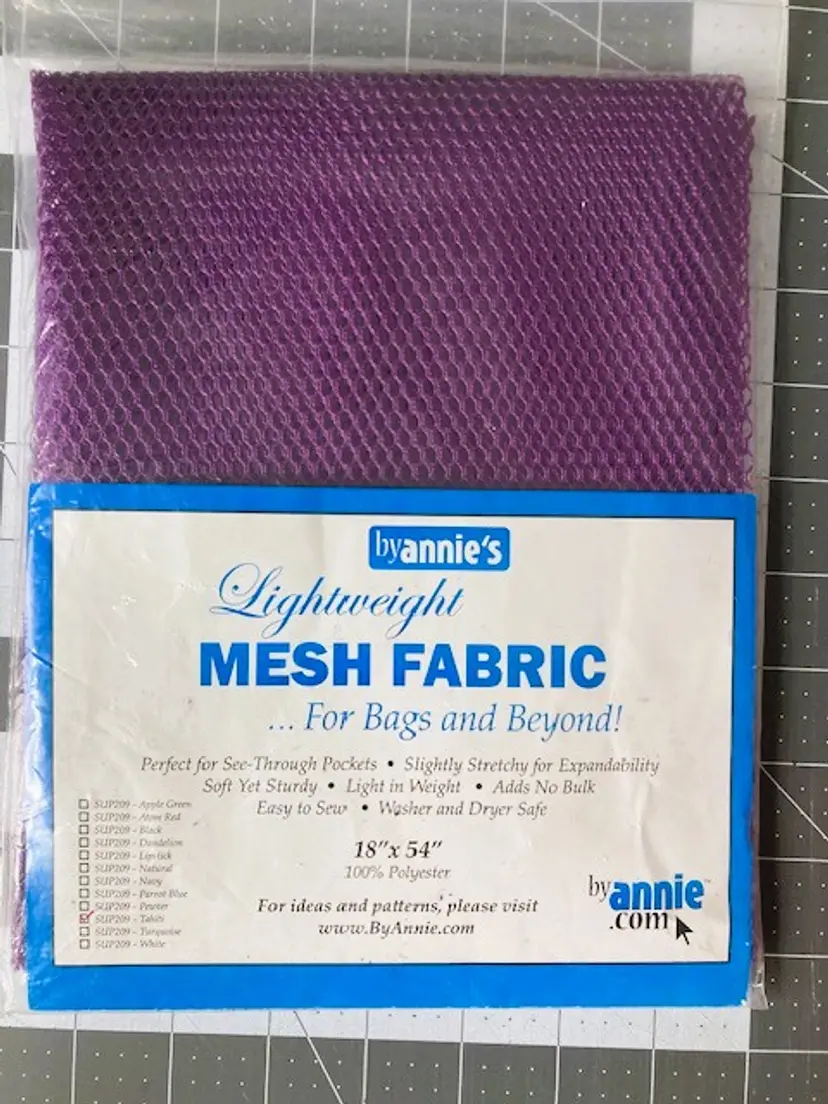 byannie's
Lightweight
MESH FABRIC
... For Bags and Beyond!
Perfect for See-Through Pockets • Slightly Stretchy for Expandability
Soft Yet Sturdy • Light in Weight • Adds No Bulk
Easy to Sew • Washer and Dryer Safe
SUP209 - Apple Green
SUP209 - Atom Red
SUP209 - Black
SUP209 - Dandelion
SUP209 - Lipstick
SUP209 - Natural
SUP209 - Navy
SUP209 - Parrot Blue
SUP209 - Pewter
SUP209 - Tahiti
SUP209 - Turquoise
SUP209 - White
18"x 54"
100% Polyester
For ideas and patterns, please visit
www.ByAnnie.com
byannie™
.com